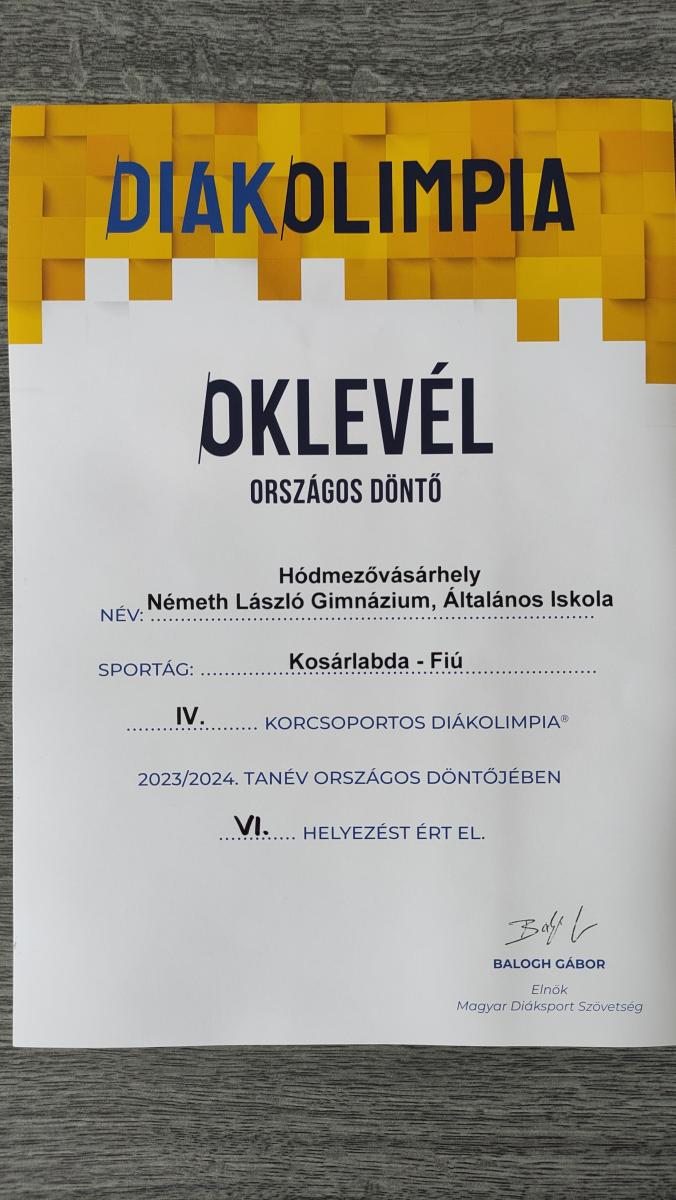 DIÁKOLIMPIA
OKLEVÉL
ORSZÁGOS DÖNTŐ
Hódmezővásárhely
NÉV: Németh László Gimnázium, Általános Iskola
SPORTÁG: Kosárlabda - Fiú
IV. KORCSOPORTOS DIÁKOLIMPIA®
2023/2024. TANÉV ORSZÁGOS DÖNTŐJÉBEN
VI. HELYEZÉST ÉRT EL.
BALOGH GÁBOR
Elnök
Magyar Diáksport Szövetség